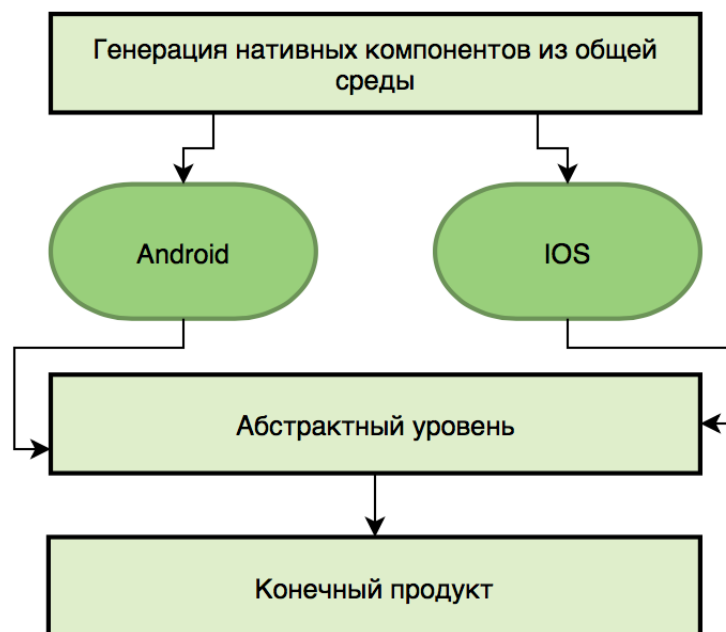 Генерация нативных компонентов из общей
среды
Android
IOS
Абстрактный уровень
Конечный продукт